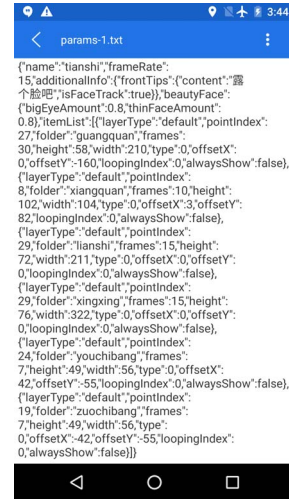 3:44
params-1.txt
{"name":"tianshi","frameRate":
15,"additionalInfo":{"frontTips":{"content":"露
个脸吧","isFaceTrack":true}},"beautyFace":
{"bigEyeAmount":0.8,"thinFaceAmount":
0.8},"itemList":[{"layerType":"default","pointIndex":
27,"folder":"guangquan","frames":
30,"height":58,"width":210,"type":0,"offsetX":
0,"offsetY":-160,"loopingIndex":0,"alwaysShow":false},
{"layerType":"default","pointIndex":
8,"folder":"xiangquan","frames":10,"height":
102,"width":104,"type":0,"offsetX":3,"offsetY":
82,"loopingIndex":0,"alwaysShow":false},
{"layerType":"default","pointIndex":
29,"folder":"lianshi","frames":15,"height":
72,"width":211,"type":0,"offsetX":0,"offsetY":
0,"loopingIndex":0,"alwaysShow":false},
{"layerType":"default","pointIndex":
29,"folder":"xingxing","frames":15,"height":
76,"width":322,"type":0,"offsetX":0,"offsetY":
0,"loopingIndex":0,"alwaysShow":false},
{"layerType":"default","pointIndex":
24,"folder":"youchibang","frames":
7,"height":49,"width":56,"type":0,"offsetX":
42,"offsetY":-55,"loopingIndex":0,"alwaysShow":false},
{"layerType":"default","pointIndex":
19,"folder":"zuochibang","frames":
7,"height":49,"width":56,"type":
0,"offsetX":-42,"offsetY":-55,"loopingIndex":
0,"alwaysShow":false}]}